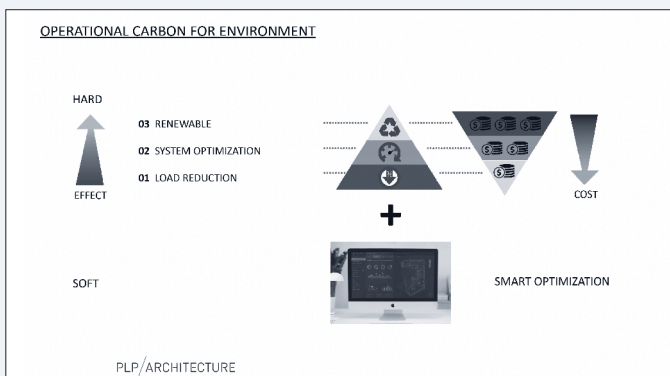 OPERATIONAL CARBON FOR ENVIRONMENT
HARD
03 RENEWABLE
02 SYSTEM OPTIMIZATION
01 LOAD REDUCTION
EFFECT
COST
+
SOFT
SMART OPTIMIZATION
PLP/ARCHITECTURE